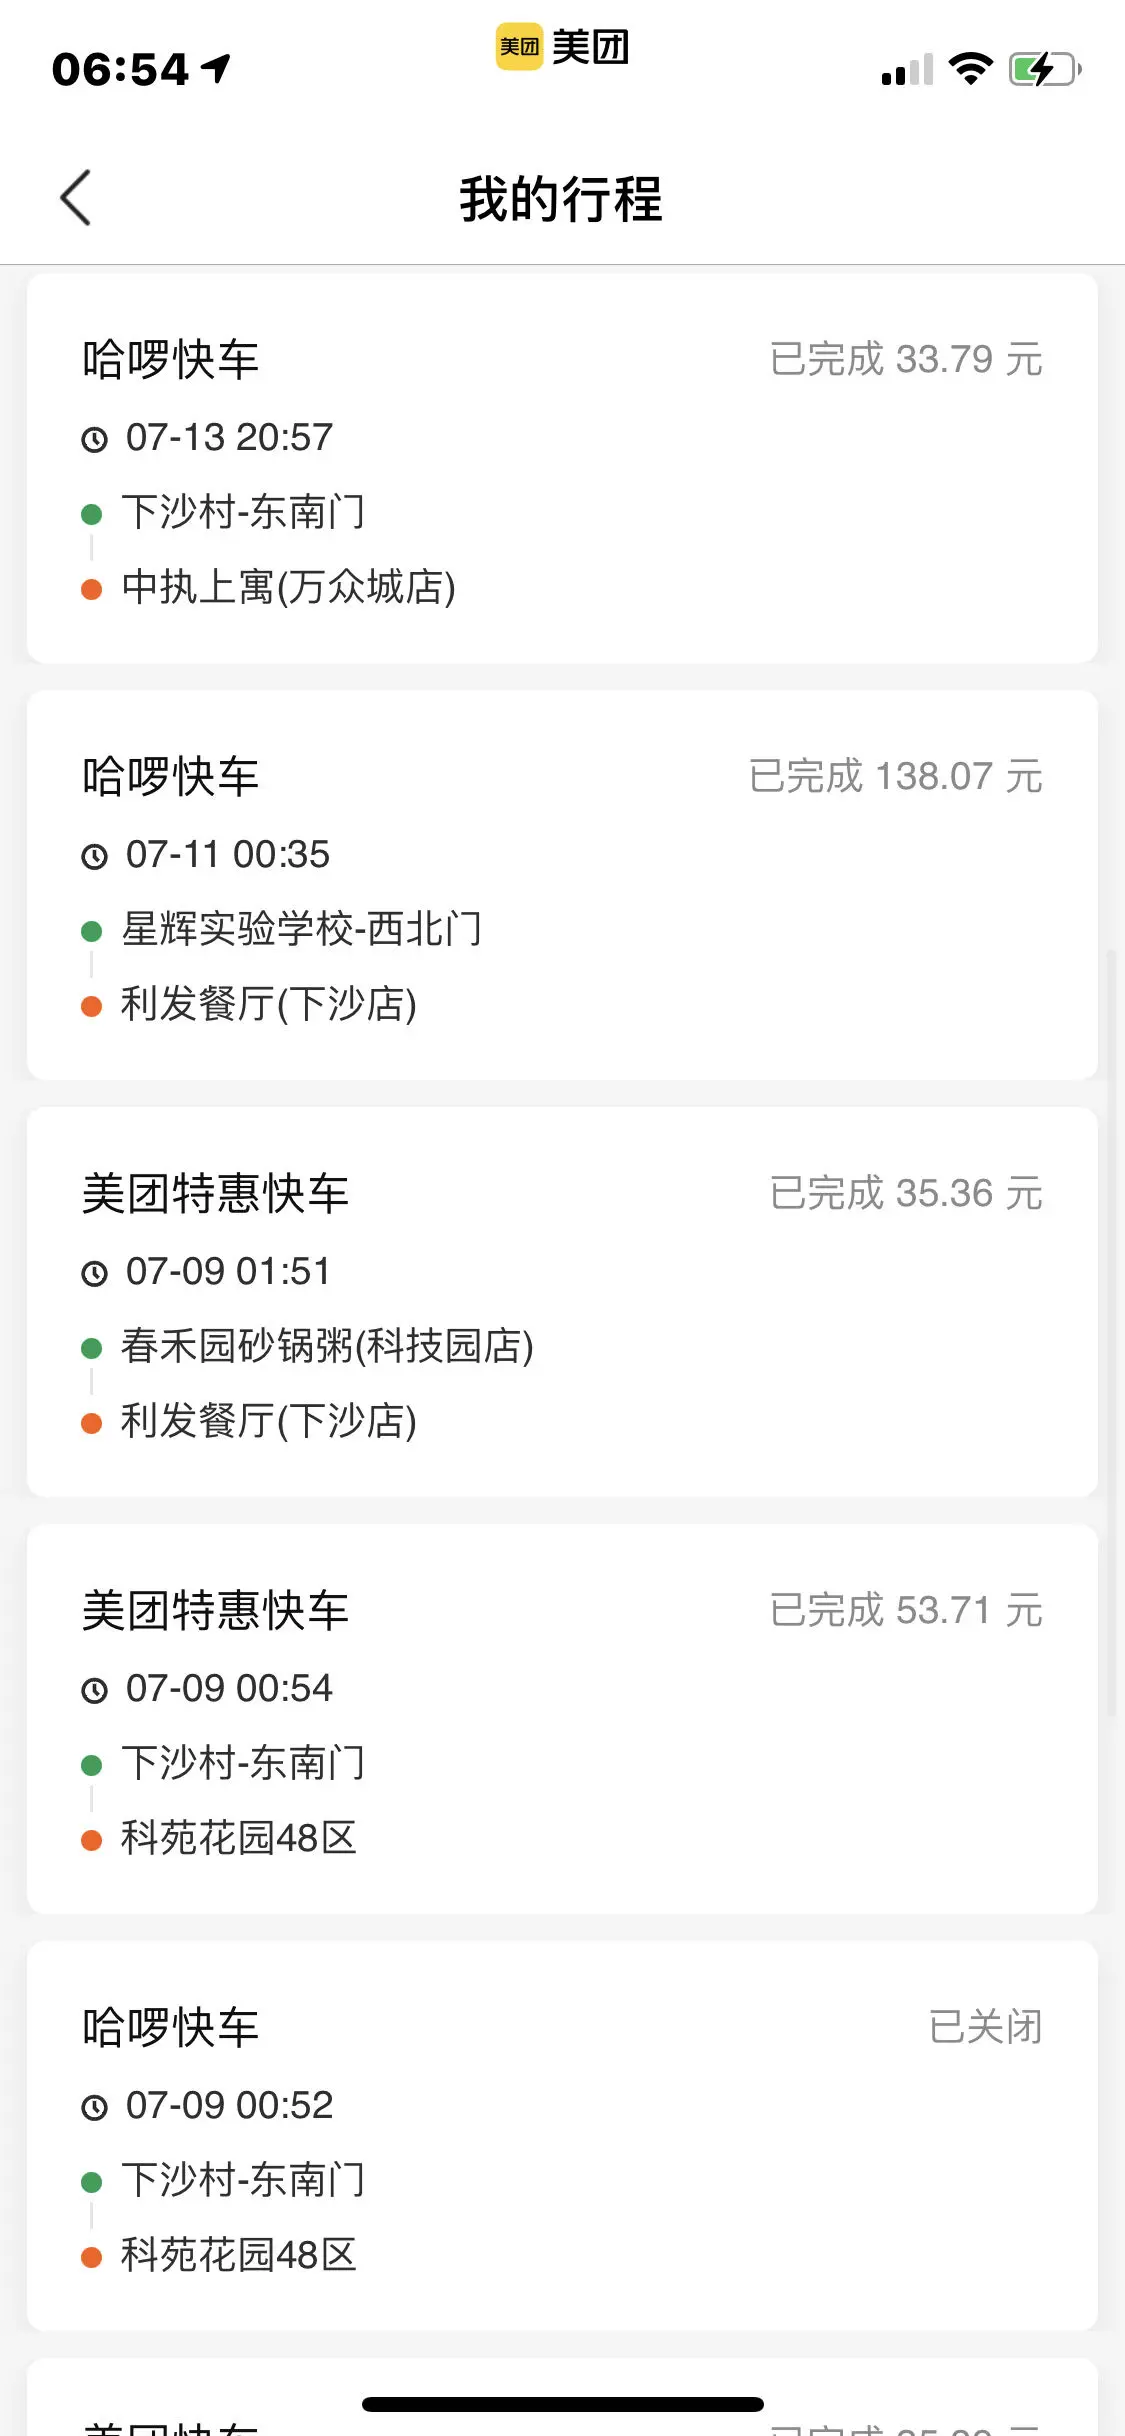 06:54
美团 美团
我的行程
哈啰快车 已完成 33.79 元
07-13 20:57
下沙村-东南门
中执上寓(万众城店)
哈啰快车 已完成 138.07 元
07-11 00:35
星辉实验学校-西北门
利发餐厅(下沙店)
美团特惠快车 已完成 35.36 元
07-09 01:51
春禾园砂锅粥(科技园店)
利发餐厅(下沙店)
美团特惠快车 已完成 53.71 元
07-09 00:54
下沙村-东南门
科苑花园48区
哈啰快车 已关闭
07-09 00:52
下沙村-东南门
科苑花园48区
美团快车 已完成